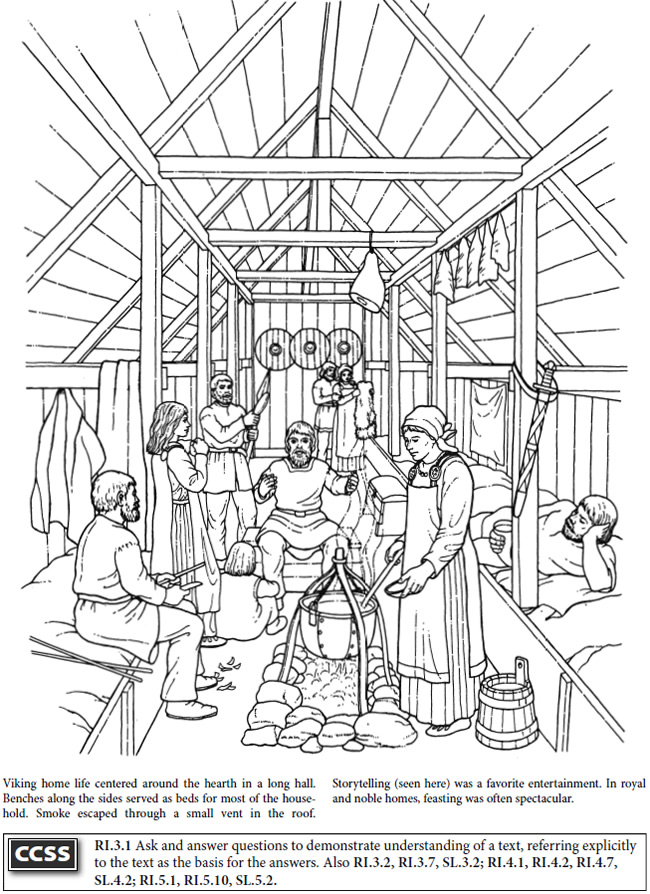 Viking home life centered around the hearth in a long hall.
Benches along the sides served as beds for most of the house-
hold. Smoke escaped through a small vent in the roof.
Storytelling (seen here) was a favorite entertainment. In royal
and noble homes, feasting was often spectacular.
CCSS
RI.3.1 Ask and answer questions to demonstrate understanding of a text, referring explicitly
to the text as the basis for the answers. Also RI.3.2, RI.3.7, SL.3.2; RI.4.1, RI.4.2, RI.4.7,
SL.4.2; RI.5.1, RI.5.10, SL.5.2.